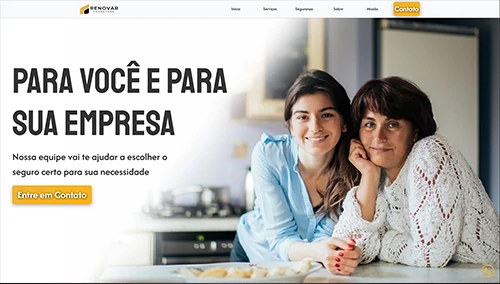 RENOVAR
Início
Serviços
Segurança
Sobre
Missão
Contato
PARA VOCÊ E PARA
SUA EMPRESA
Nossa equipe vai te ajudar a escolher o
seguro certo para sua necessidade
Entre em Contato